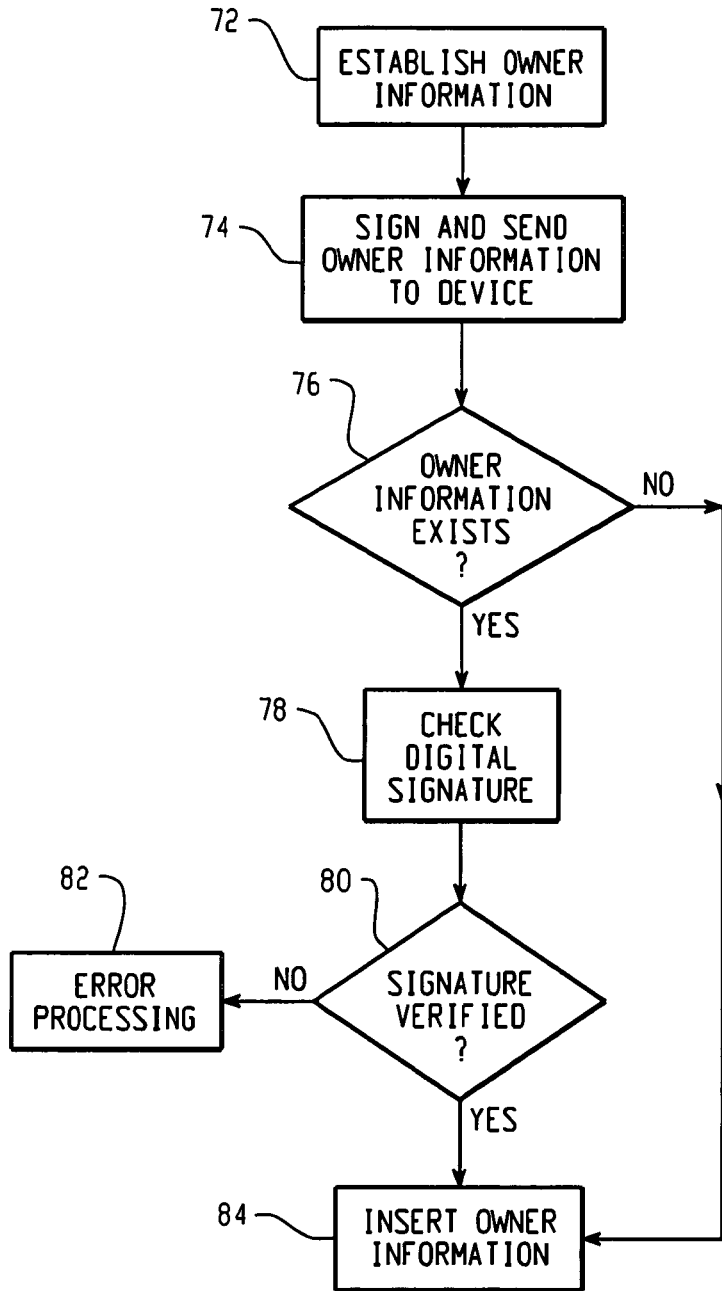 72
ESTABLISH OWNER
INFORMATION
74
SIGN AND SEND
OWNER INFORMATION
TO DEVICE
76
OWNER
INFORMATION
EXISTS
?
NO
YES
78
CHECK
DIGITAL
SIGNATURE
80
82
SIGNATURE
VERIFIED
?
NO
ERROR
PROCESSING
YES
84
INSERT OWNER
INFORMATION